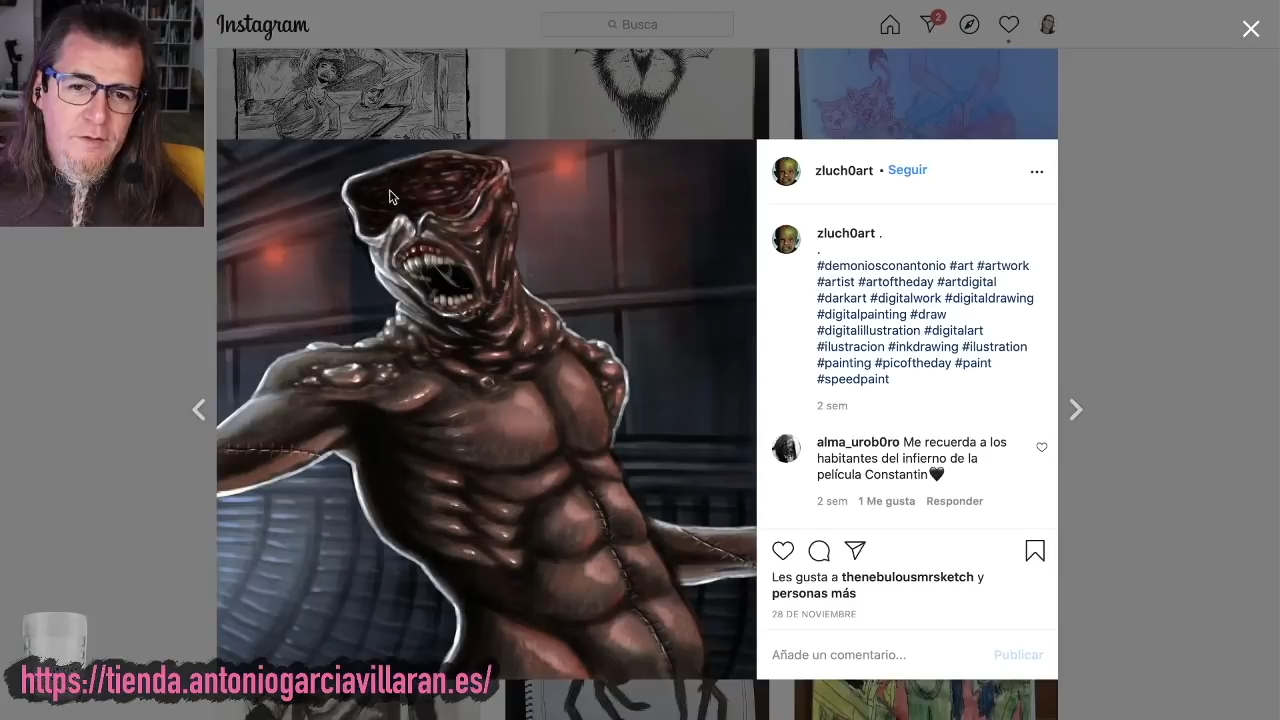 Instagram
Busca
2
zluch0art • Seguir
zluch0art .
.
#demoniosconantonio #art #artwork
#artist #artoftheday #artdigital
#darkart #digitalwork #digitaldrawing
#digitalpainting #draw
#digitalillustration #digitalart
#ilustracion #inkdrawing #ilustration
#painting #picoftheday #paint
#speedpaint
2 sem
alma_urob0ro Me recuerda a los
habitantes del infierno de la
película Constantin🖤
2 sem 1 Me gusta Responder
Les gusta a thenebulousmrsketch y
personas más
28 DE NOVIEMBRE
Añade un comentario... Publicar
https://tienda.antoniogarciavillaran.es/